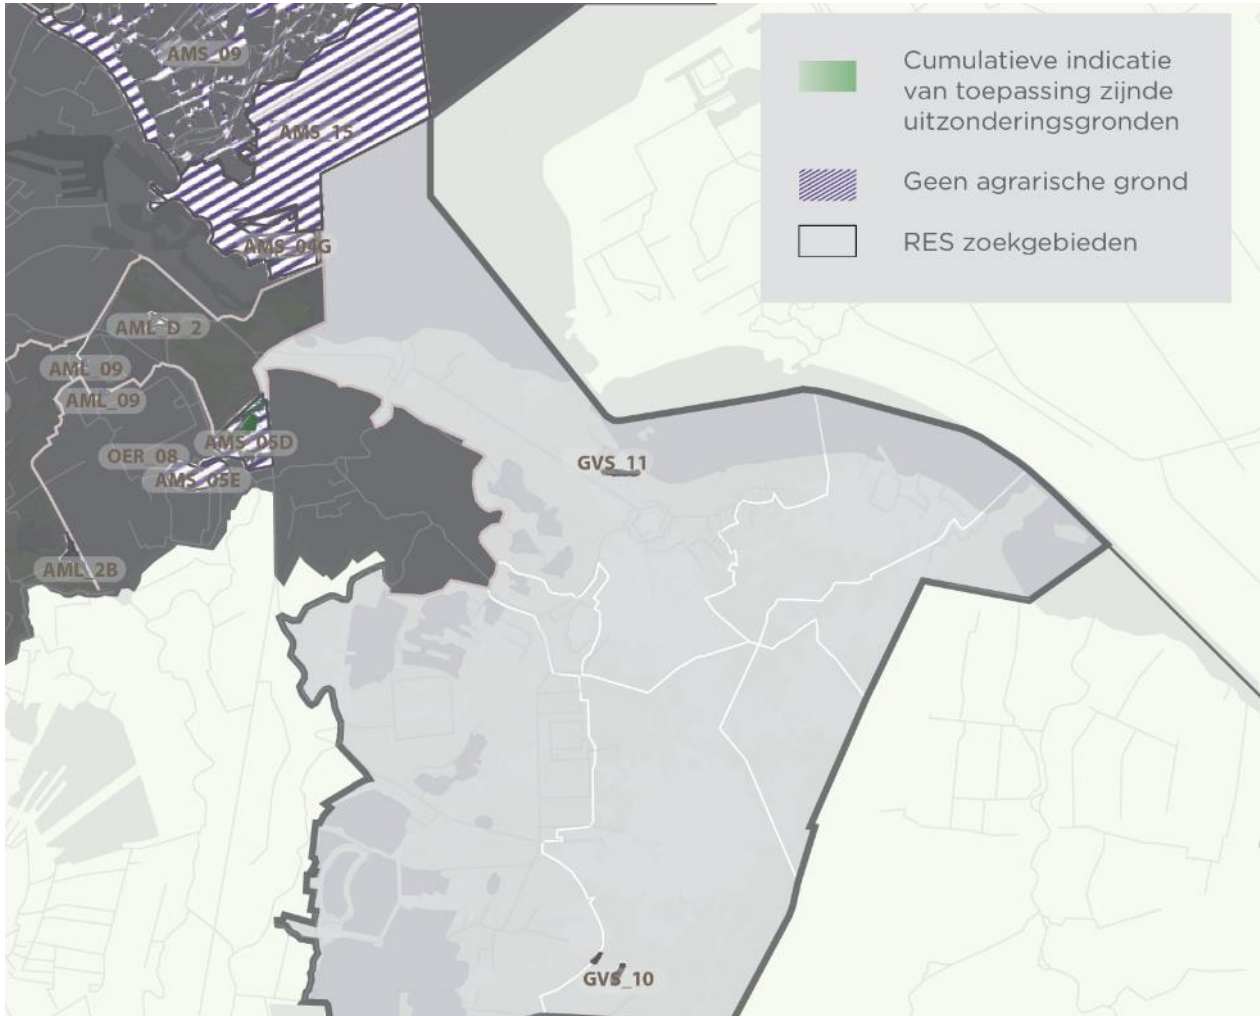 Cumulatieve indicatie
van toepassing zijnde
uitzonderingsgronden
Geen agrarische grond
RES zoekgebieden
AMS_09
AMS_15
AMS_04G
AML_D_2
AML_09
AML_09
AMS_05D
OER_08
AMS_05E
AML_2B
GVS_11
GVS_10